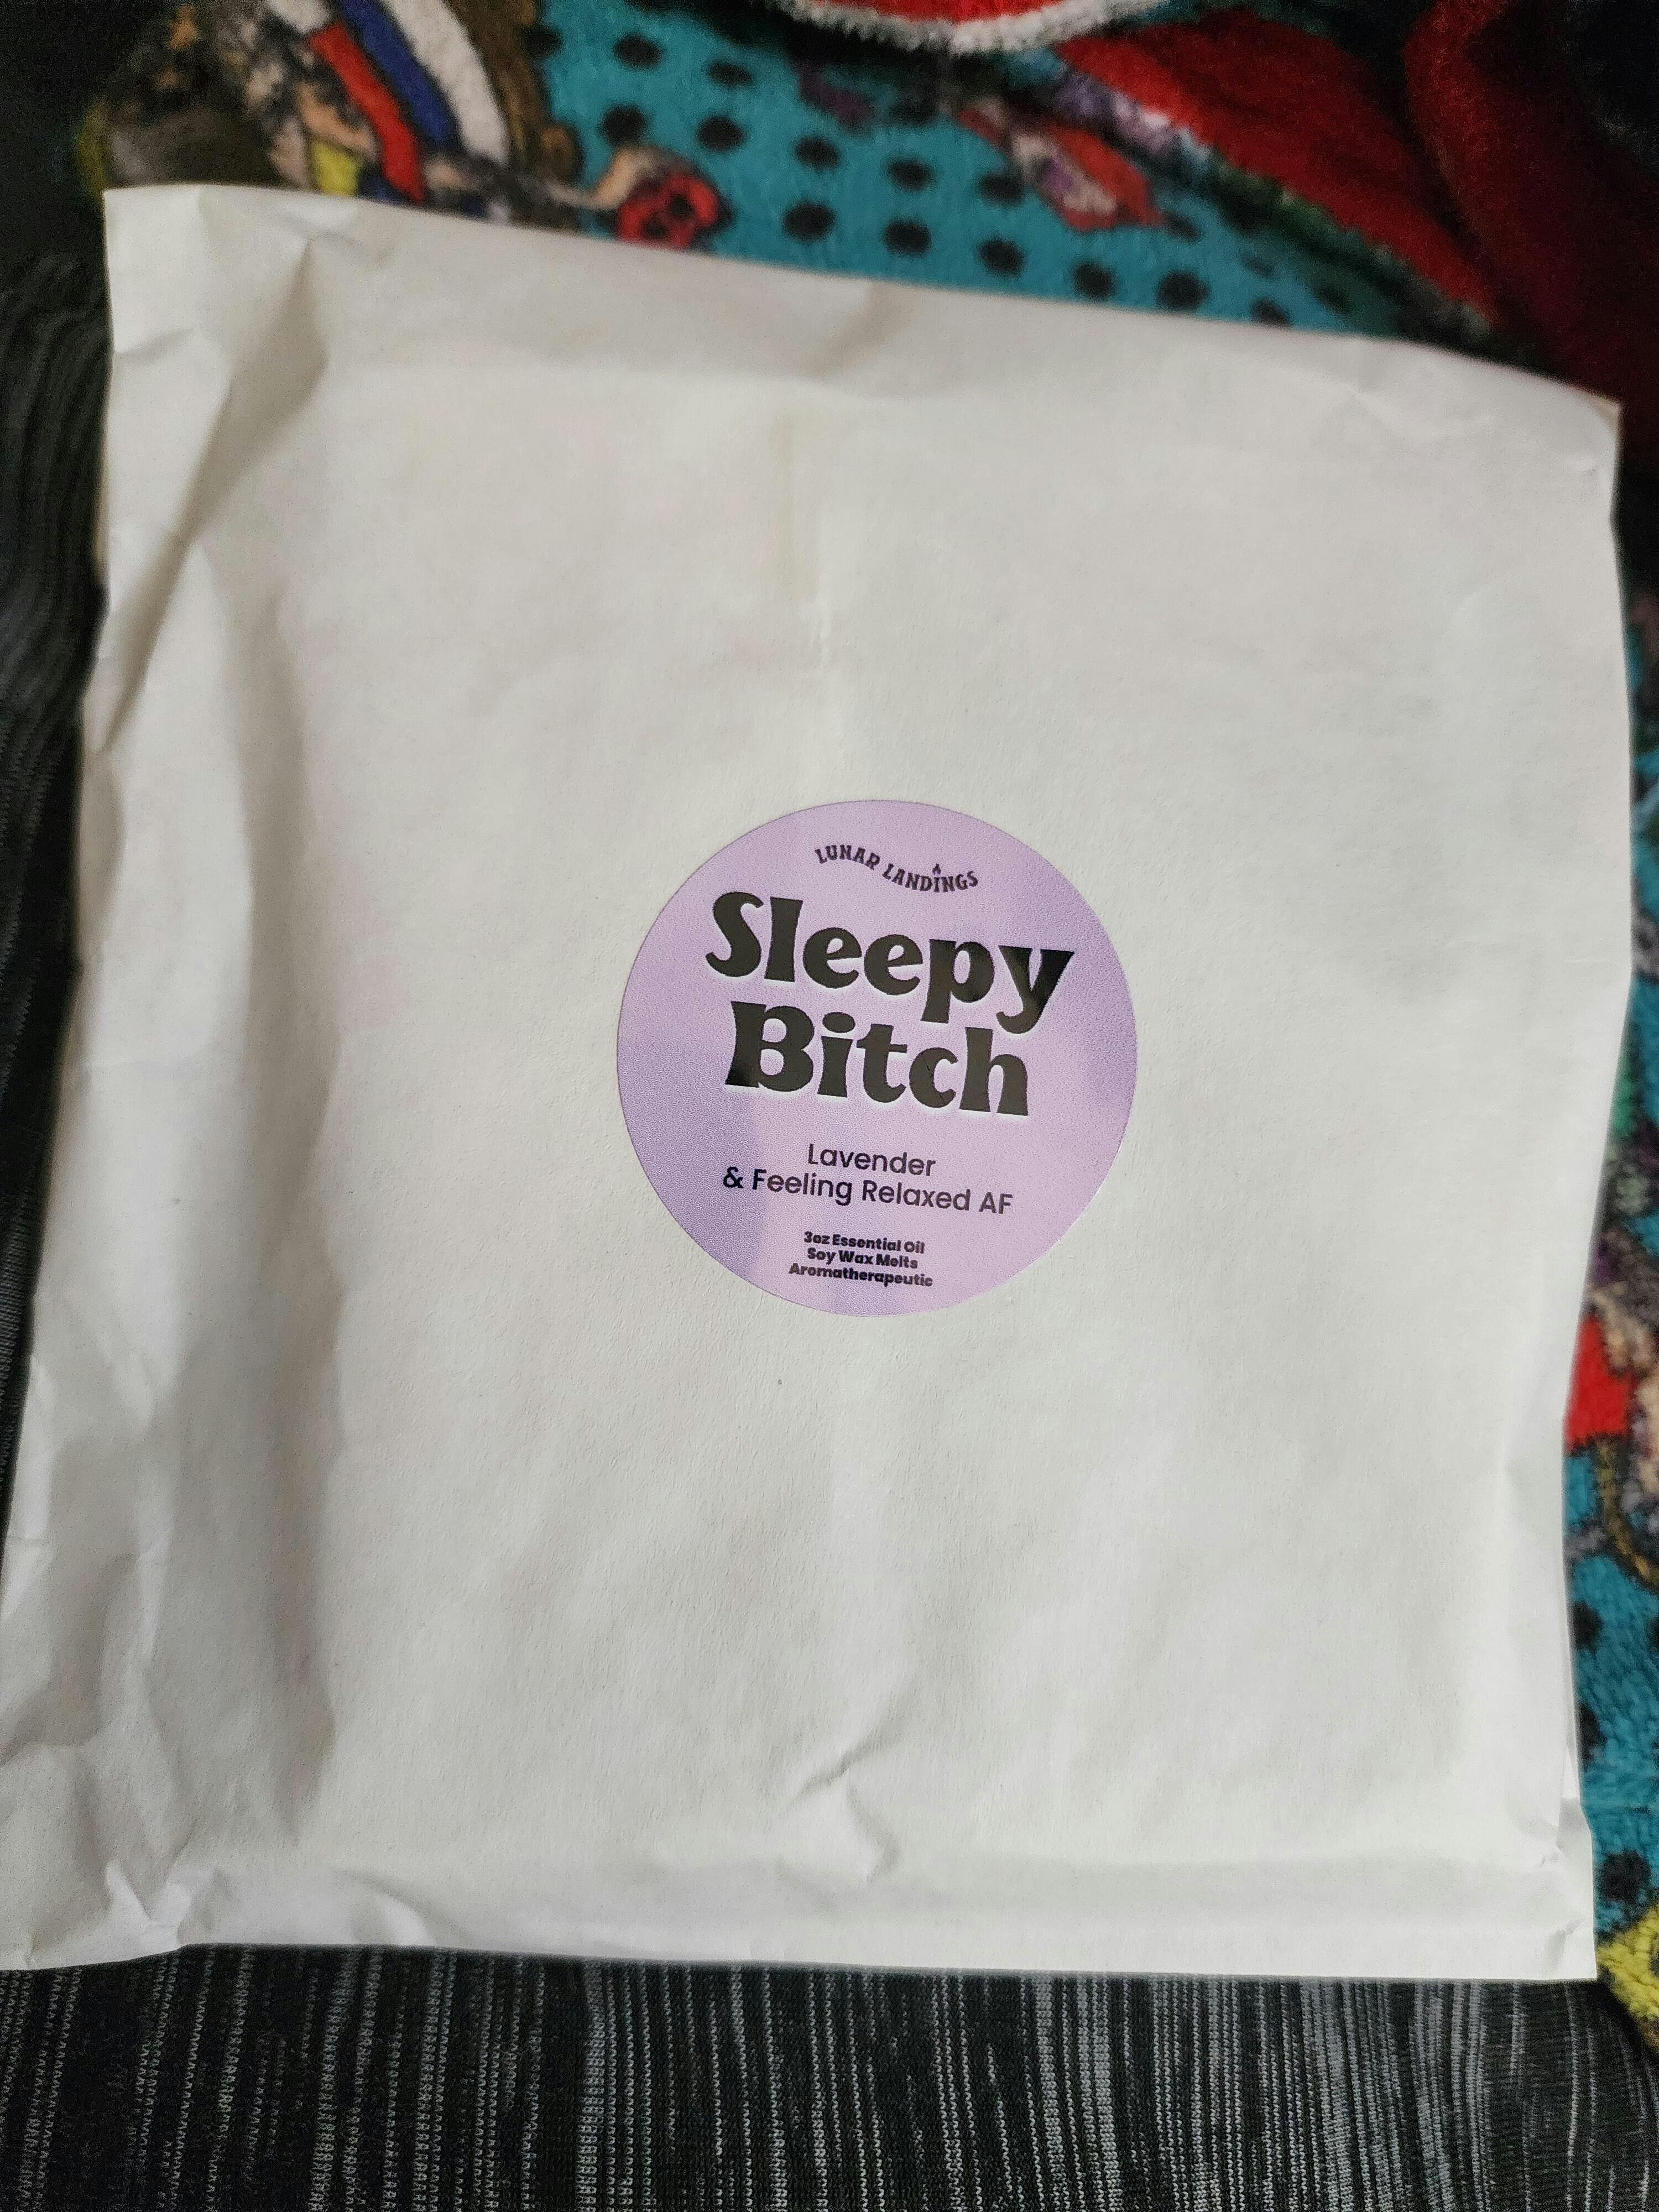 LUNAR LANDINGS
Sleepy
Bitch
Lavender
& Feeling Relaxed AF
3oz Essential Oil
Soy Wax Melts
Aromatherapeutic